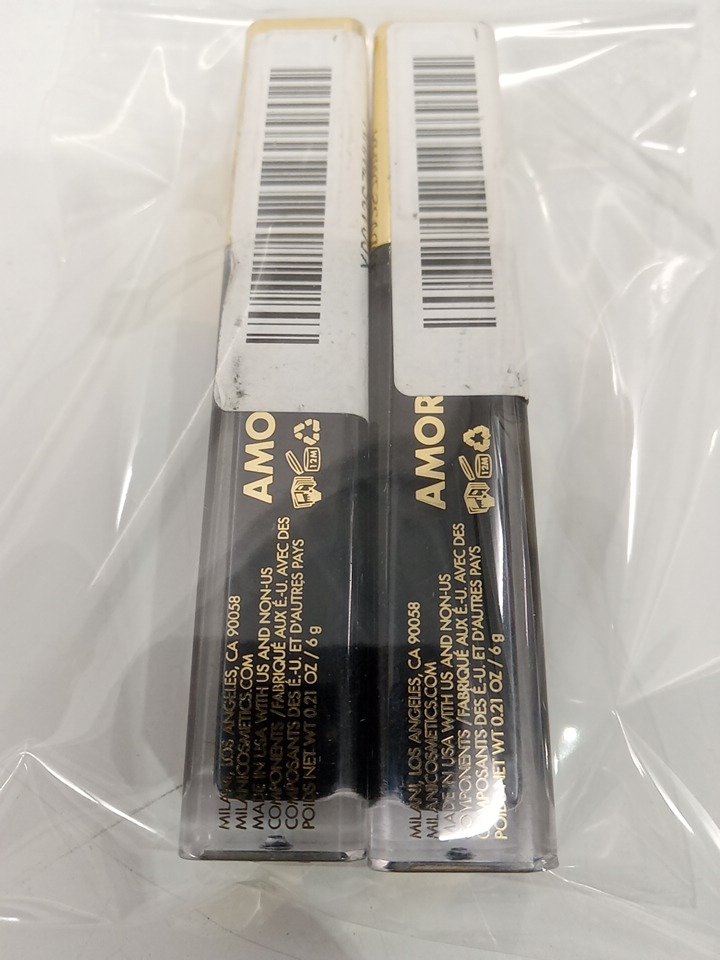 AMO
12M
MILANI, LOS ANGELES, CA 90058
MILANICOSMETICS.COM
MADE IN USA WITH US AND NON-US
COMPONENTS / FABRIQUÉ AUX É.-U. AVEC DES
COMPOSANTS DES É.-U. ET D'AUTRES PAYS
POIDS NET WT 0.21 OZ / 6 g
AMOR
12M
MILANI, LOS ANGELES, CA 90058
MILANICOSMETICS.COM
MADE IN USA WITH US AND NON-US
COMPONENTS / FABRIQUÉ AUX É.-U. AVEC DES
COMPOSANTS DES É.-U. ET D'AUTRES PAYS
POIDS NET WT 0.21 OZ / 6 g